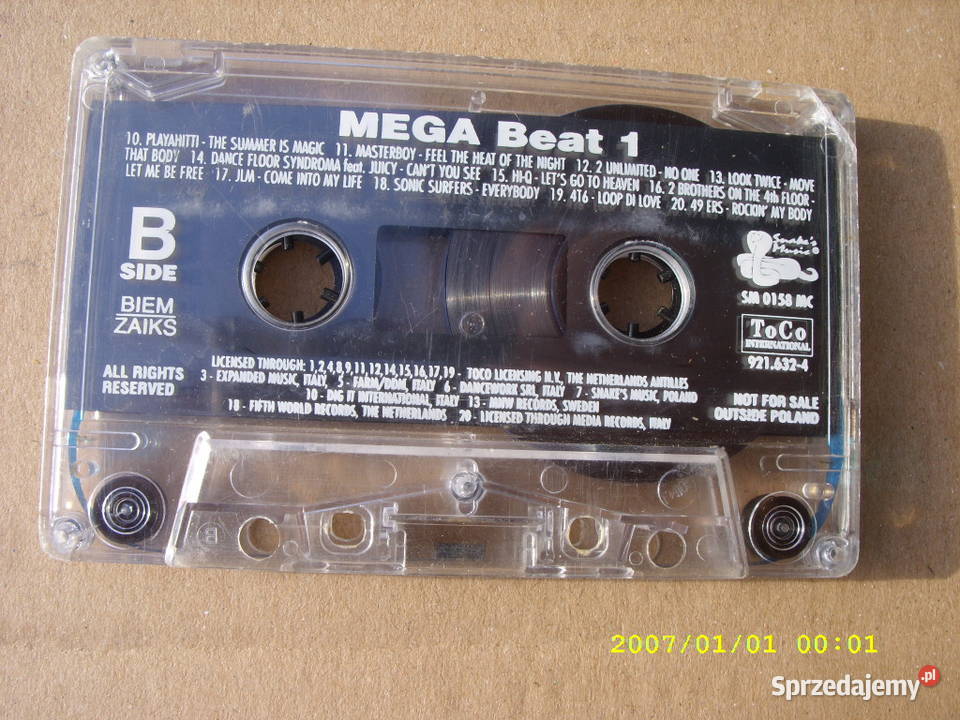 MEGA Beat 1
10. PLAYAHITTI - THE SUMMER IS MAGIC 11. MASTERBOY - FEEL THE HEAT OF THE NIGHT 12. 2 UNLIMITED - NO ONE 13. LOOK TWICE - MOVE
THAT BODY 14. DANCE FLOOR SYNDROMA feat. JUICY - CAN'T YOU SEE 15. HI-Q - LET'S GO TO HEAVEN 16. 2 BROTHERS ON THE 4th FLOOR -
LET ME BE FREE 17. JLM - COME INTO MY LIFE 18. SONIC SURFERS - EVERYBODY 19. 4T6 - LOOP DI LOVE 20. 49 ERS - ROCKIN' MY BODY
B
SIDE
BIEM
ZAIKS
Snake's
Music®
SM 0158 MC
ToCo
INTERNATIONAL
921.632-4
ALL RIGHTS
RESERVED
LICENSED THROUGH: 1,2,4,8,9,11,12,14,15,16,17,19 - TOCO LICENSING N.V., THE NETHERLANDS ANTILLES
3 - EXPANDED MUSIC, ITALY, 5 - FARM/DDM, ITALY 6 - DANCEWORK SRL, ITALY 7 - SNAKE'S MUSIC, POLAND
10 - DIG IT INTERNATIONAL, ITALY 13 - MNW RECORDS, SWEDEN
18 - FIFTH WORLD RECORDS, THE NETHERLANDS 20 - LICENSED THROUGH MEDIA RECORDS, ITALY
NOT FOR SALE
OUTSIDE POLAND
B
2007/01/01 00:01
Sprzedajemy.pl